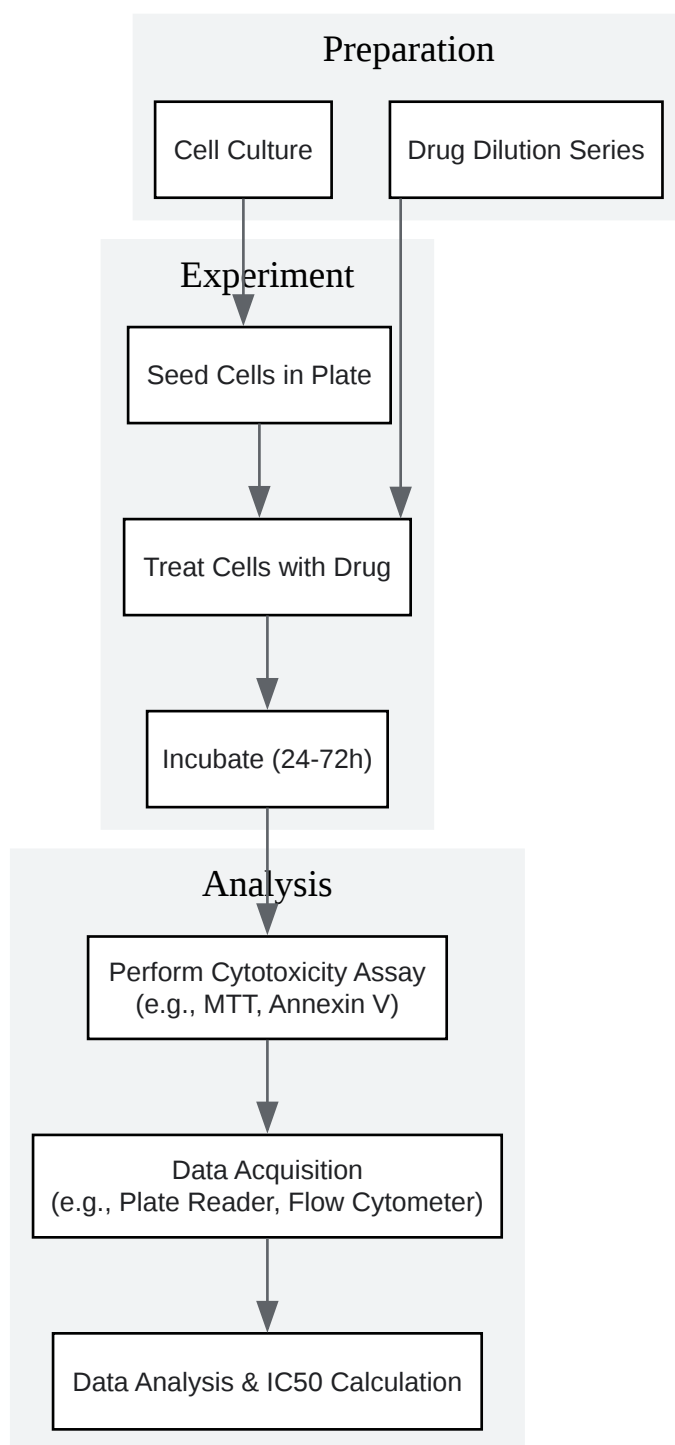 Preparation
Cell Culture
Drug Dilution Series
Experiment
Seed Cells in Plate
Treat Cells with Drug
Incubate (24-72h)
Analysis
Perform Cytotoxicity Assay
(e.g., MTT, Annexin V)
Data Acquisition
(e.g., Plate Reader, Flow Cytometer)
Data Analysis & IC50 Calculation